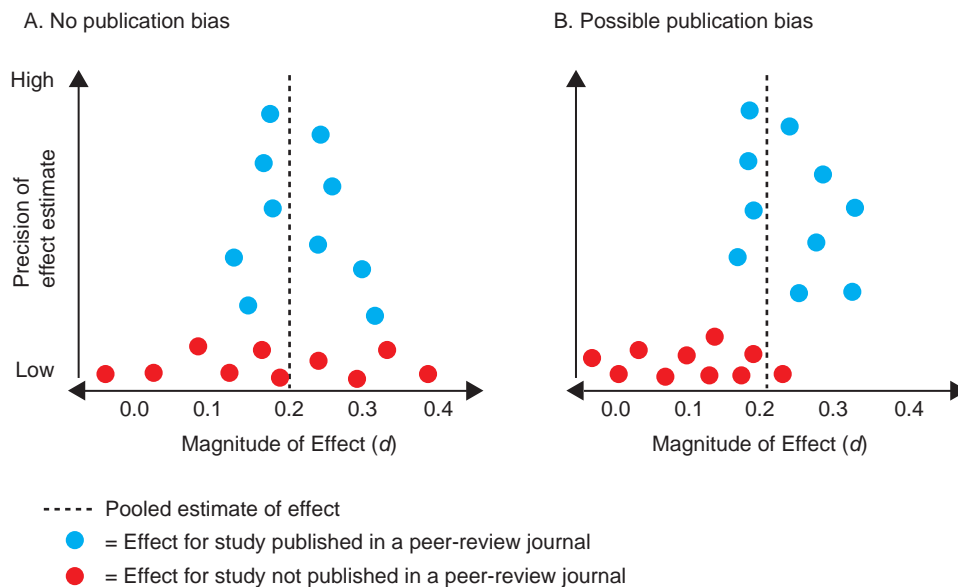 A. No publication bias
B. Possible publication bias
High
Precision of
effect estimate
Low
0.0 0.1 0.2 0.3 0.4
0.0 0.1 0.2 0.3 0.4
Magnitude of Effect (d)
Magnitude of Effect (d)
Pooled estimate of effect
= Effect for study published in a peer-review journal
= Effect for study not published in a peer-review journal